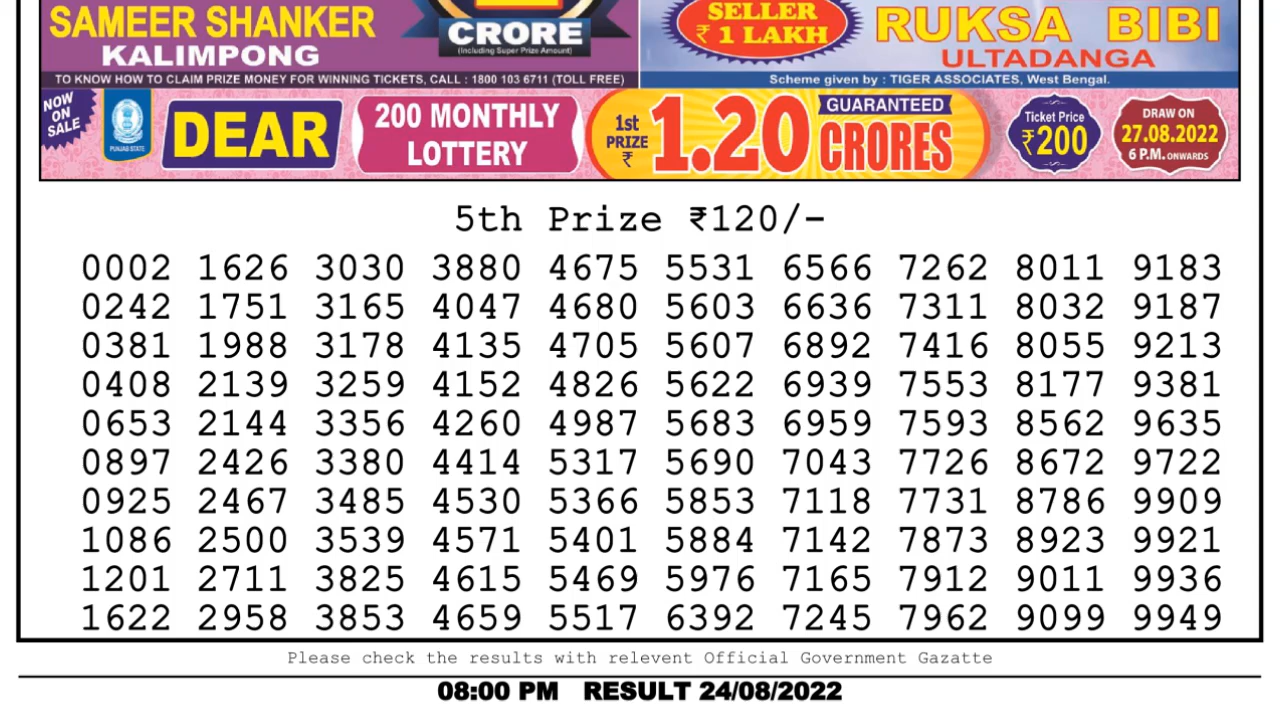 SAMEER SHANKER
KALIMPONG
CRORE
(Including Super Prize Amount)
SELLER
₹ 1 LAKH
RUKSA BIBI
ULTADANGA
TO KNOW HOW TO CLAIM PRIZE MONEY FOR WINNING TICKETS, CALL : 1800 103 6711 (TOLL FREE)
Scheme given by : TIGER ASSOCIATES, West Bengal.
NOW
ON
SALE
PUNJAB STATE
DEAR
200 MONTHLY
LOTTERY
1st
PRIZE
₹
1.20
GUARANTEED
CRORES
Ticket Price
₹200
DRAW ON
27.08.2022
6 P.M. ONWARDS
5th Prize ₹120/-
0002 1626 3030 3880 4675 5531 6566 7262 8011 9183
0242 1751 3165 4047 4680 5603 6636 7311 8032 9187
0381 1988 3178 4135 4705 5607 6892 7416 8055 9213
0408 2139 3259 4152 4826 5622 6939 7553 8177 9381
0653 2144 3356 4260 4987 5683 6959 7593 8562 9635
0897 2426 3380 4414 5317 5690 7043 7726 8672 9722
0925 2467 3485 4530 5366 5853 7118 7731 8786 9909
1086 2500 3539 4571 5401 5884 7142 7873 8923 9921
1201 2711 3825 4615 5469 5976 7165 7912 9011 9936
1622 2958 3853 4659 5517 6392 7245 7962 9099 9949
Please check the results with relevent Official Government Gazatte
08:00 PM RESULT 24/08/2022